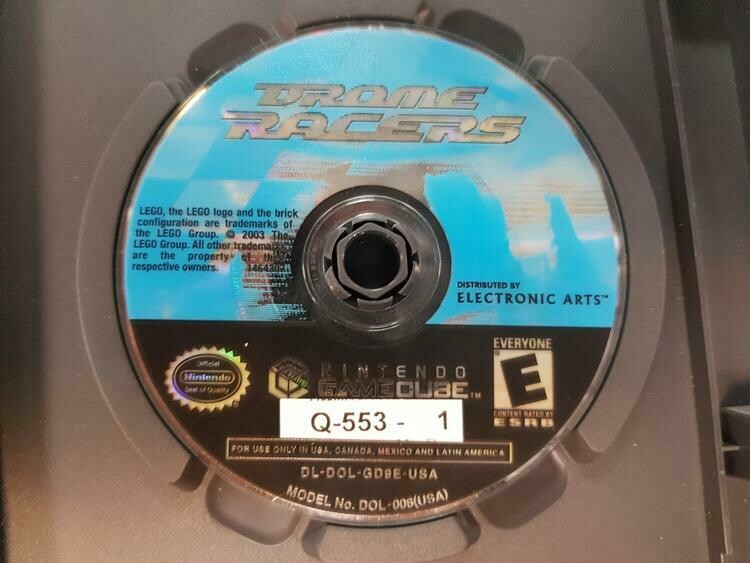 DROME
RACERS
LEGO, the LEGO logo and the brick
configuration are trademarks of
the LEGO Group. © 2003 The
LEGO Group. All other trademarks
are the property of their
respective owners.
DISTRIBUTED BY
ELECTRONIC ARTS™
EVERYONE
E
CONTENT RATED BY
ESRB
Official
Nintendo
Seal of Quality
NINTENDO
GAMECUBE™
Q-553 - 1
FOR USE ONLY IN USA, CANADA, MEXICO AND LATIN AMERICA
DL-DOL-GD9E-USA
MODEL No. DOL-006(USA)